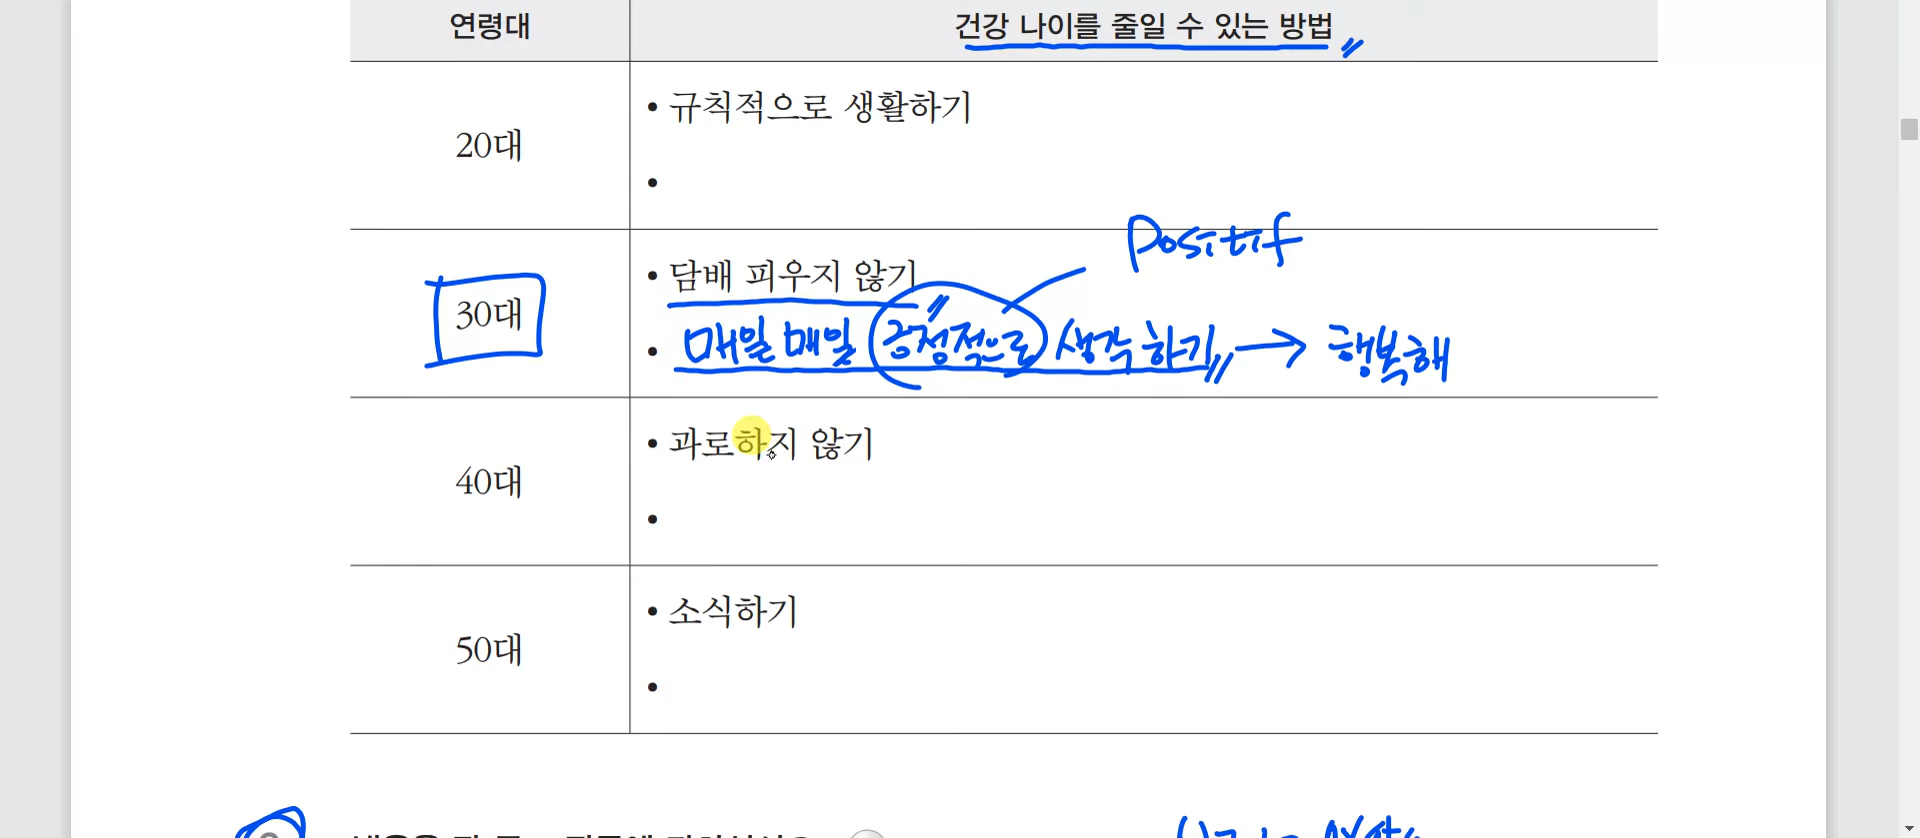 연령대 건강 나이를 줄일 수 있는 방법
20대
• 규칙적으로 생활하기
•
Positif
30대
• 담배 피우지 않기
• 매일매일 긍정적으로 생각하기 → 행복해
40대
• 과로하지 않기
•
50대
• 소식하기
•